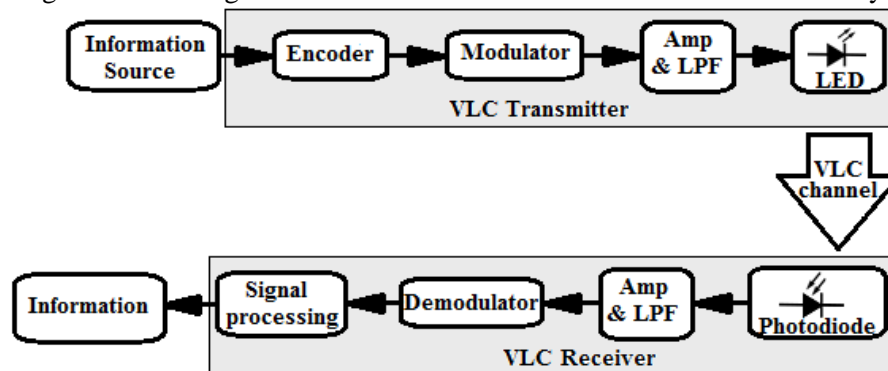 Information
Source
Encoder
Modulator
Amp
& LPF
LED
VLC Transmitter
VLC
channel
Information
Signal
processing
Demodulator
Amp
& LPF
Photodiode
VLC Receiver